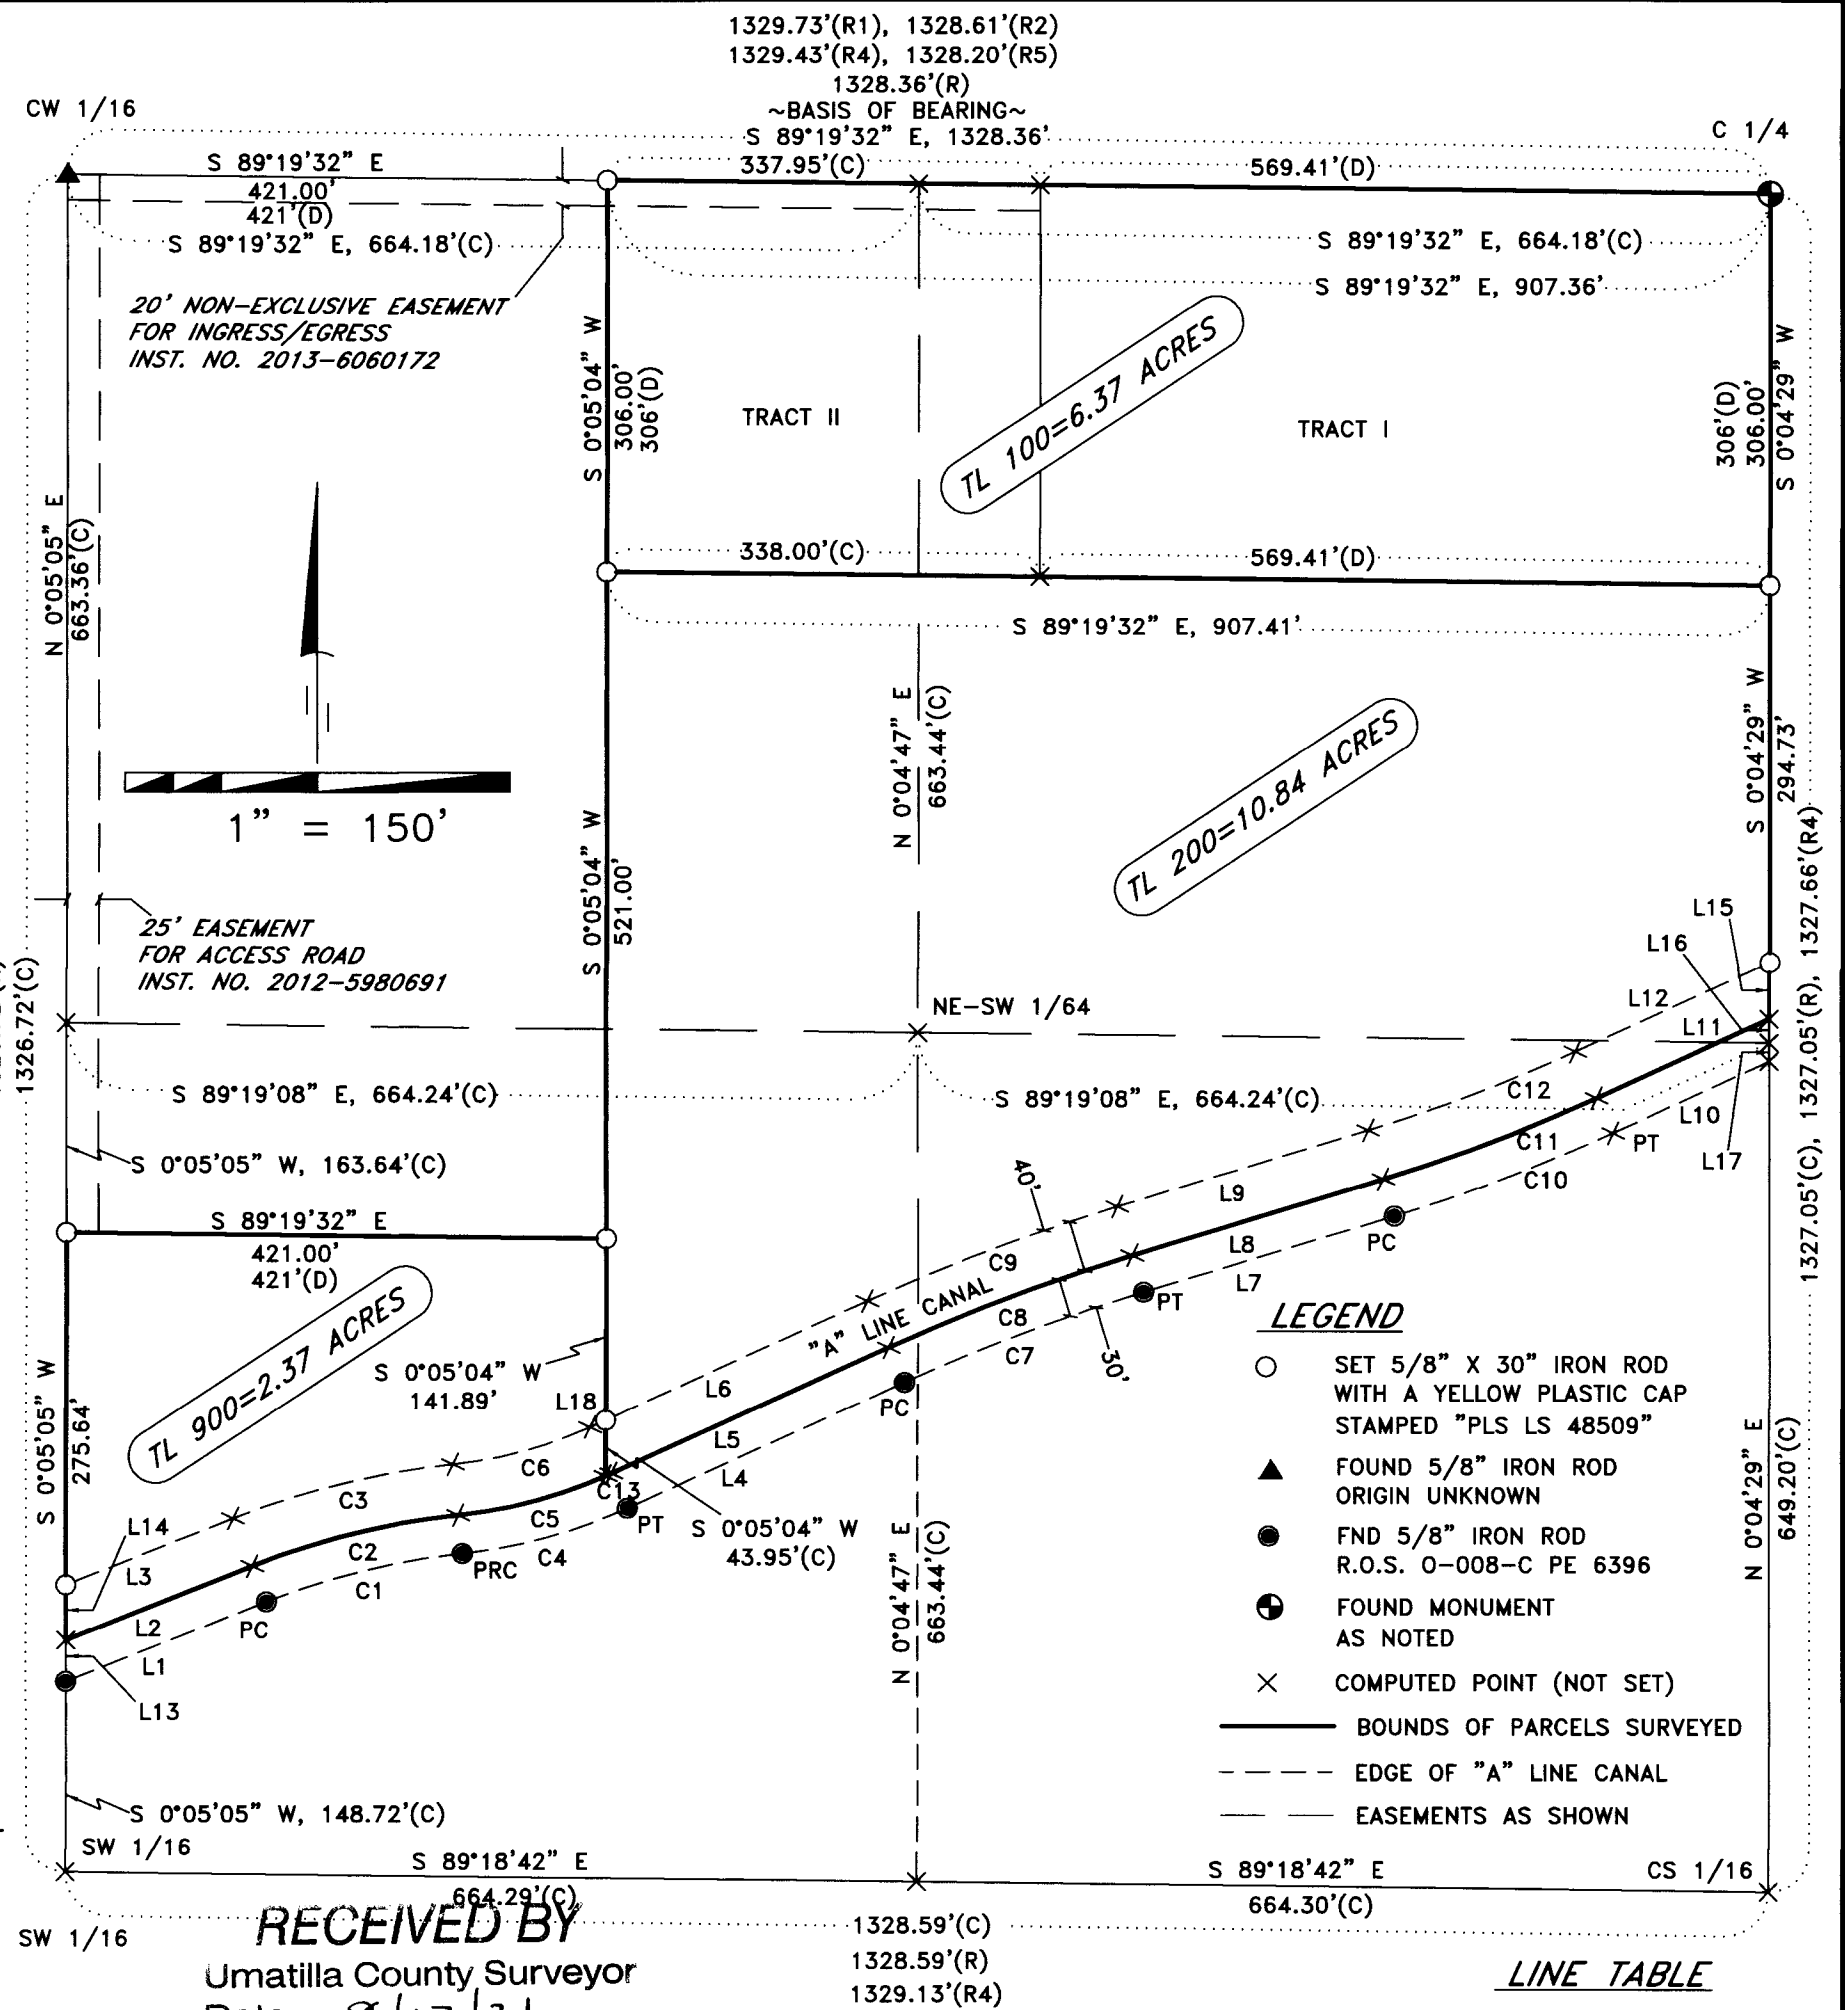 1329.73'(R1), 1328.61'(R2)
1329.43'(R4), 1328.20'(R5)
1328.36'(R)
~BASIS OF BEARING~
S 89°19'32" E, 1328.36'
CW 1/16
C 1/4
S 89°19'32" E
421.00'
421'(D)
337.95'(C)
569.41'(D)
S 89°19'32" E, 664.18'(C)
S 89°19'32" E, 664.18'(C)
S 89°19'32" E, 907.36'
20' NON-EXCLUSIVE EASEMENT
FOR INGRESS/EGRESS
INST. NO. 2013-6060172
S 0°05'04" W
306.00'
306'(D)
TRACT II
TL 100=6.37 ACRES
TRACT I
306'(D)
306.00'
S 0°04'29" W
N 0°05'05" E
663.36'(C)
338.00'(C)
569.41'(D)
S 89°19'32" E, 907.41'
1" = 150'
N 0°04'47" E
663.44'(C)
S 0°04'29" W
294.73'
TL 200=10.84 ACRES
S 0°05'04" W
521.00'
25' EASEMENT
FOR ACCESS ROAD
INST. NO. 2012-5980691
1326.72'(C)
1327.05'(C), 1327.05'(R), 1327.66'(R4)
NE-SW 1/64
L15
L16
L12
L11
S 89°19'08" E, 664.24'(C)
S 89°19'08" E, 664.24'(C)
C12
L10
C11
PT
L17
C10
S 0°05'05" W, 163.64'(C)
S 89°19'32" E
421.00'
421'(D)
40'
L9
L8
PC
C9
L7
PT
"A" LINE CANAL
C8
C7
30'
TL 900=2.37 ACRES
S 0°05'04" W
141.89'
L18
L6
PC
L5
L4
S 0°05'05" W
275.64'
C6
C3
C13
C5
PT
C2
C4
PRC
C1
S 0°05'04" W
43.95'(C)
L14
L3
L2
PC
L1
L13
N 0°04'47" E
663.44'(C)
N 0°04'29" E
649.20'(C)
LEGEND
SET 5/8" X 30" IRON ROD
WITH A YELLOW PLASTIC CAP
STAMPED "PLS LS 48509"
FOUND 5/8" IRON ROD
ORIGIN UNKNOWN
FND 5/8" IRON ROD
R.O.S. O-008-C PE 6396
FOUND MONUMENT
AS NOTED
COMPUTED POINT (NOT SET)
BOUNDS OF PARCELS SURVEYED
EDGE OF "A" LINE CANAL
EASEMENTS AS SHOWN
S 0°05'05" W, 148.72'(C)
SW 1/16
S 89°18'42" E
664.29'(C)
S 89°18'42" E
664.30'(C)
CS 1/16
SW 1/16
RECEIVED BY
Umatilla County Surveyor
1328.59'(C)
1328.59'(R)
1329.13'(R4)
LINE TABLE